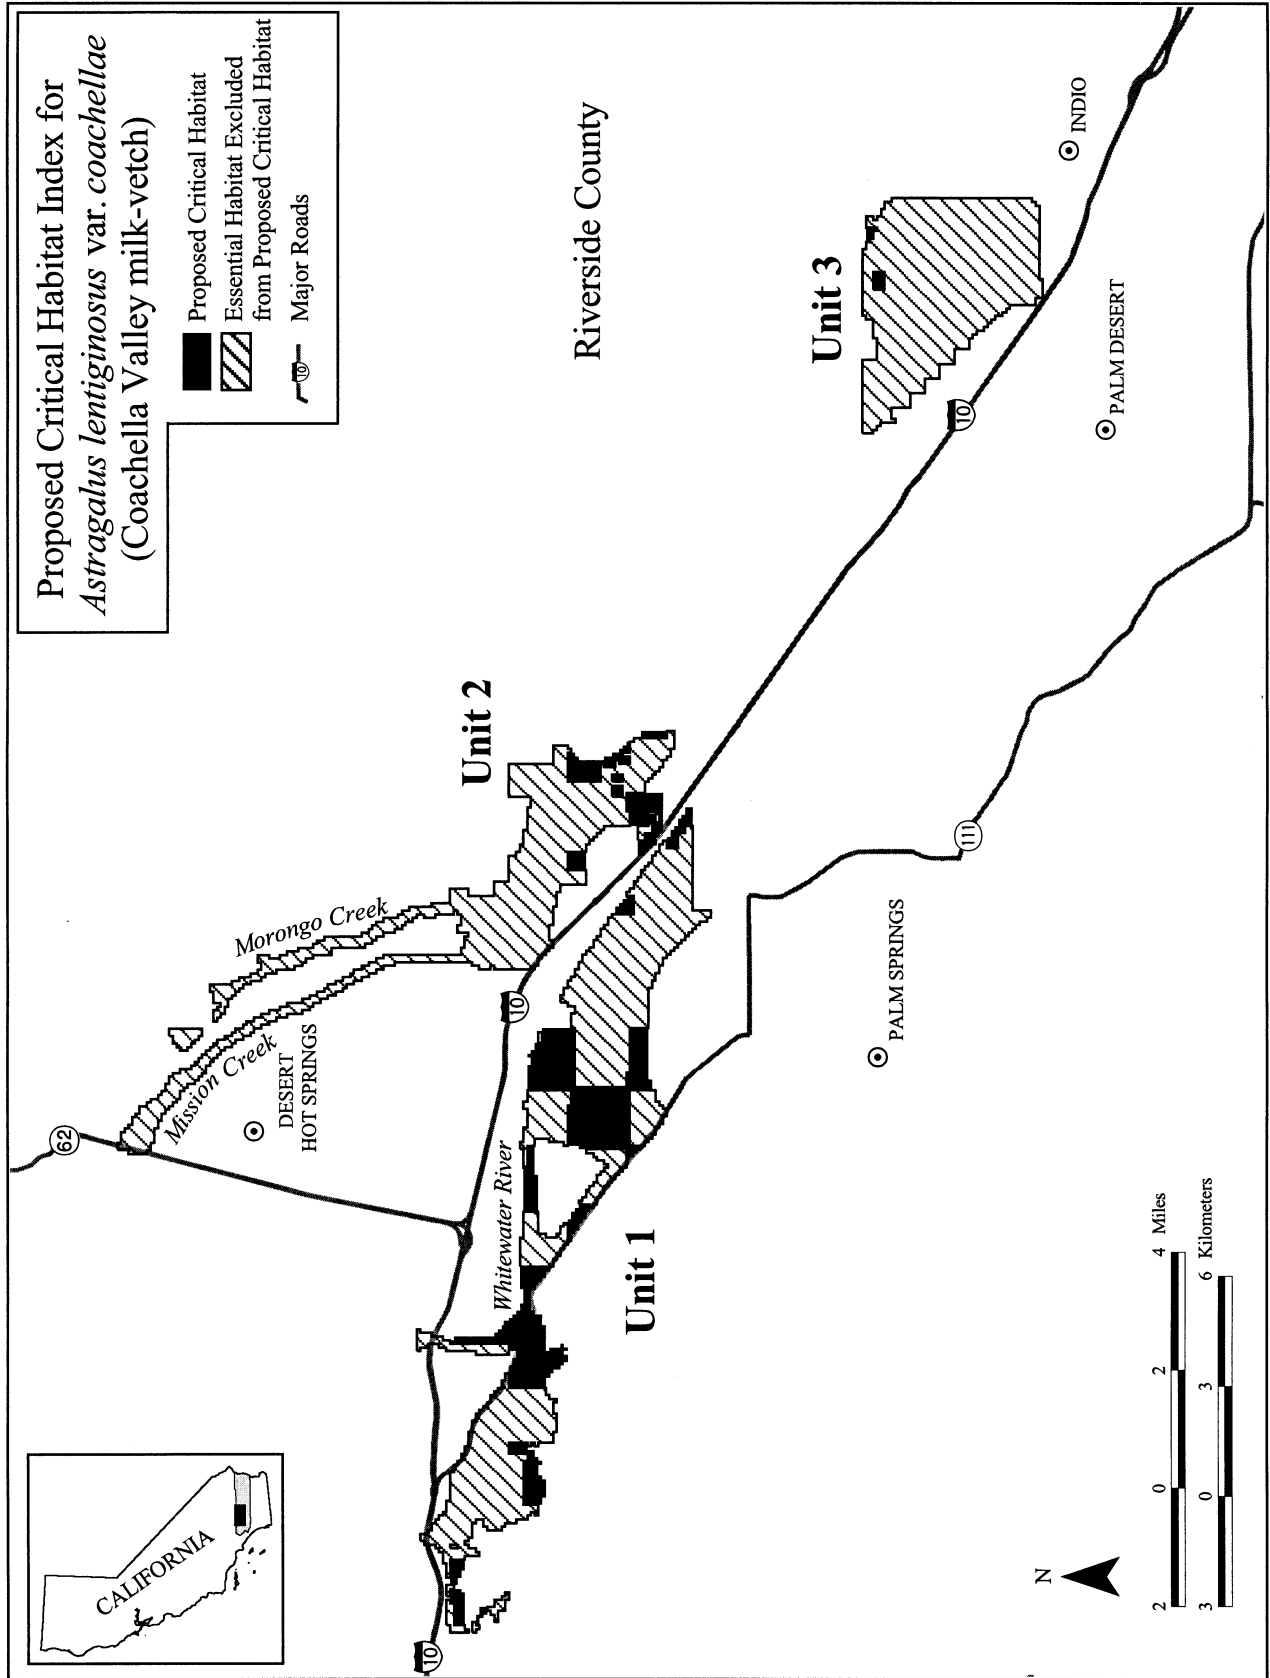 Proposed Critical Habitat Index for
Astragalus lentiginosus var. coachellae
(Coachella Valley milk-vetch)
Proposed Critical Habitat
Essential Habitat Excluded
from Proposed Critical Habitat
10
Major Roads
CALIFORNIA
62
Mission Creek
Morongo Creek
DESERT
HOT SPRINGS
Unit 2
Riverside County
10
10
Whitewater River
Unit 1
Unit 3
10
INDIO
PALM DESERT
PALM SPRINGS
111
N
2 0 2 4 Miles
3 0 3 6 Kilometers